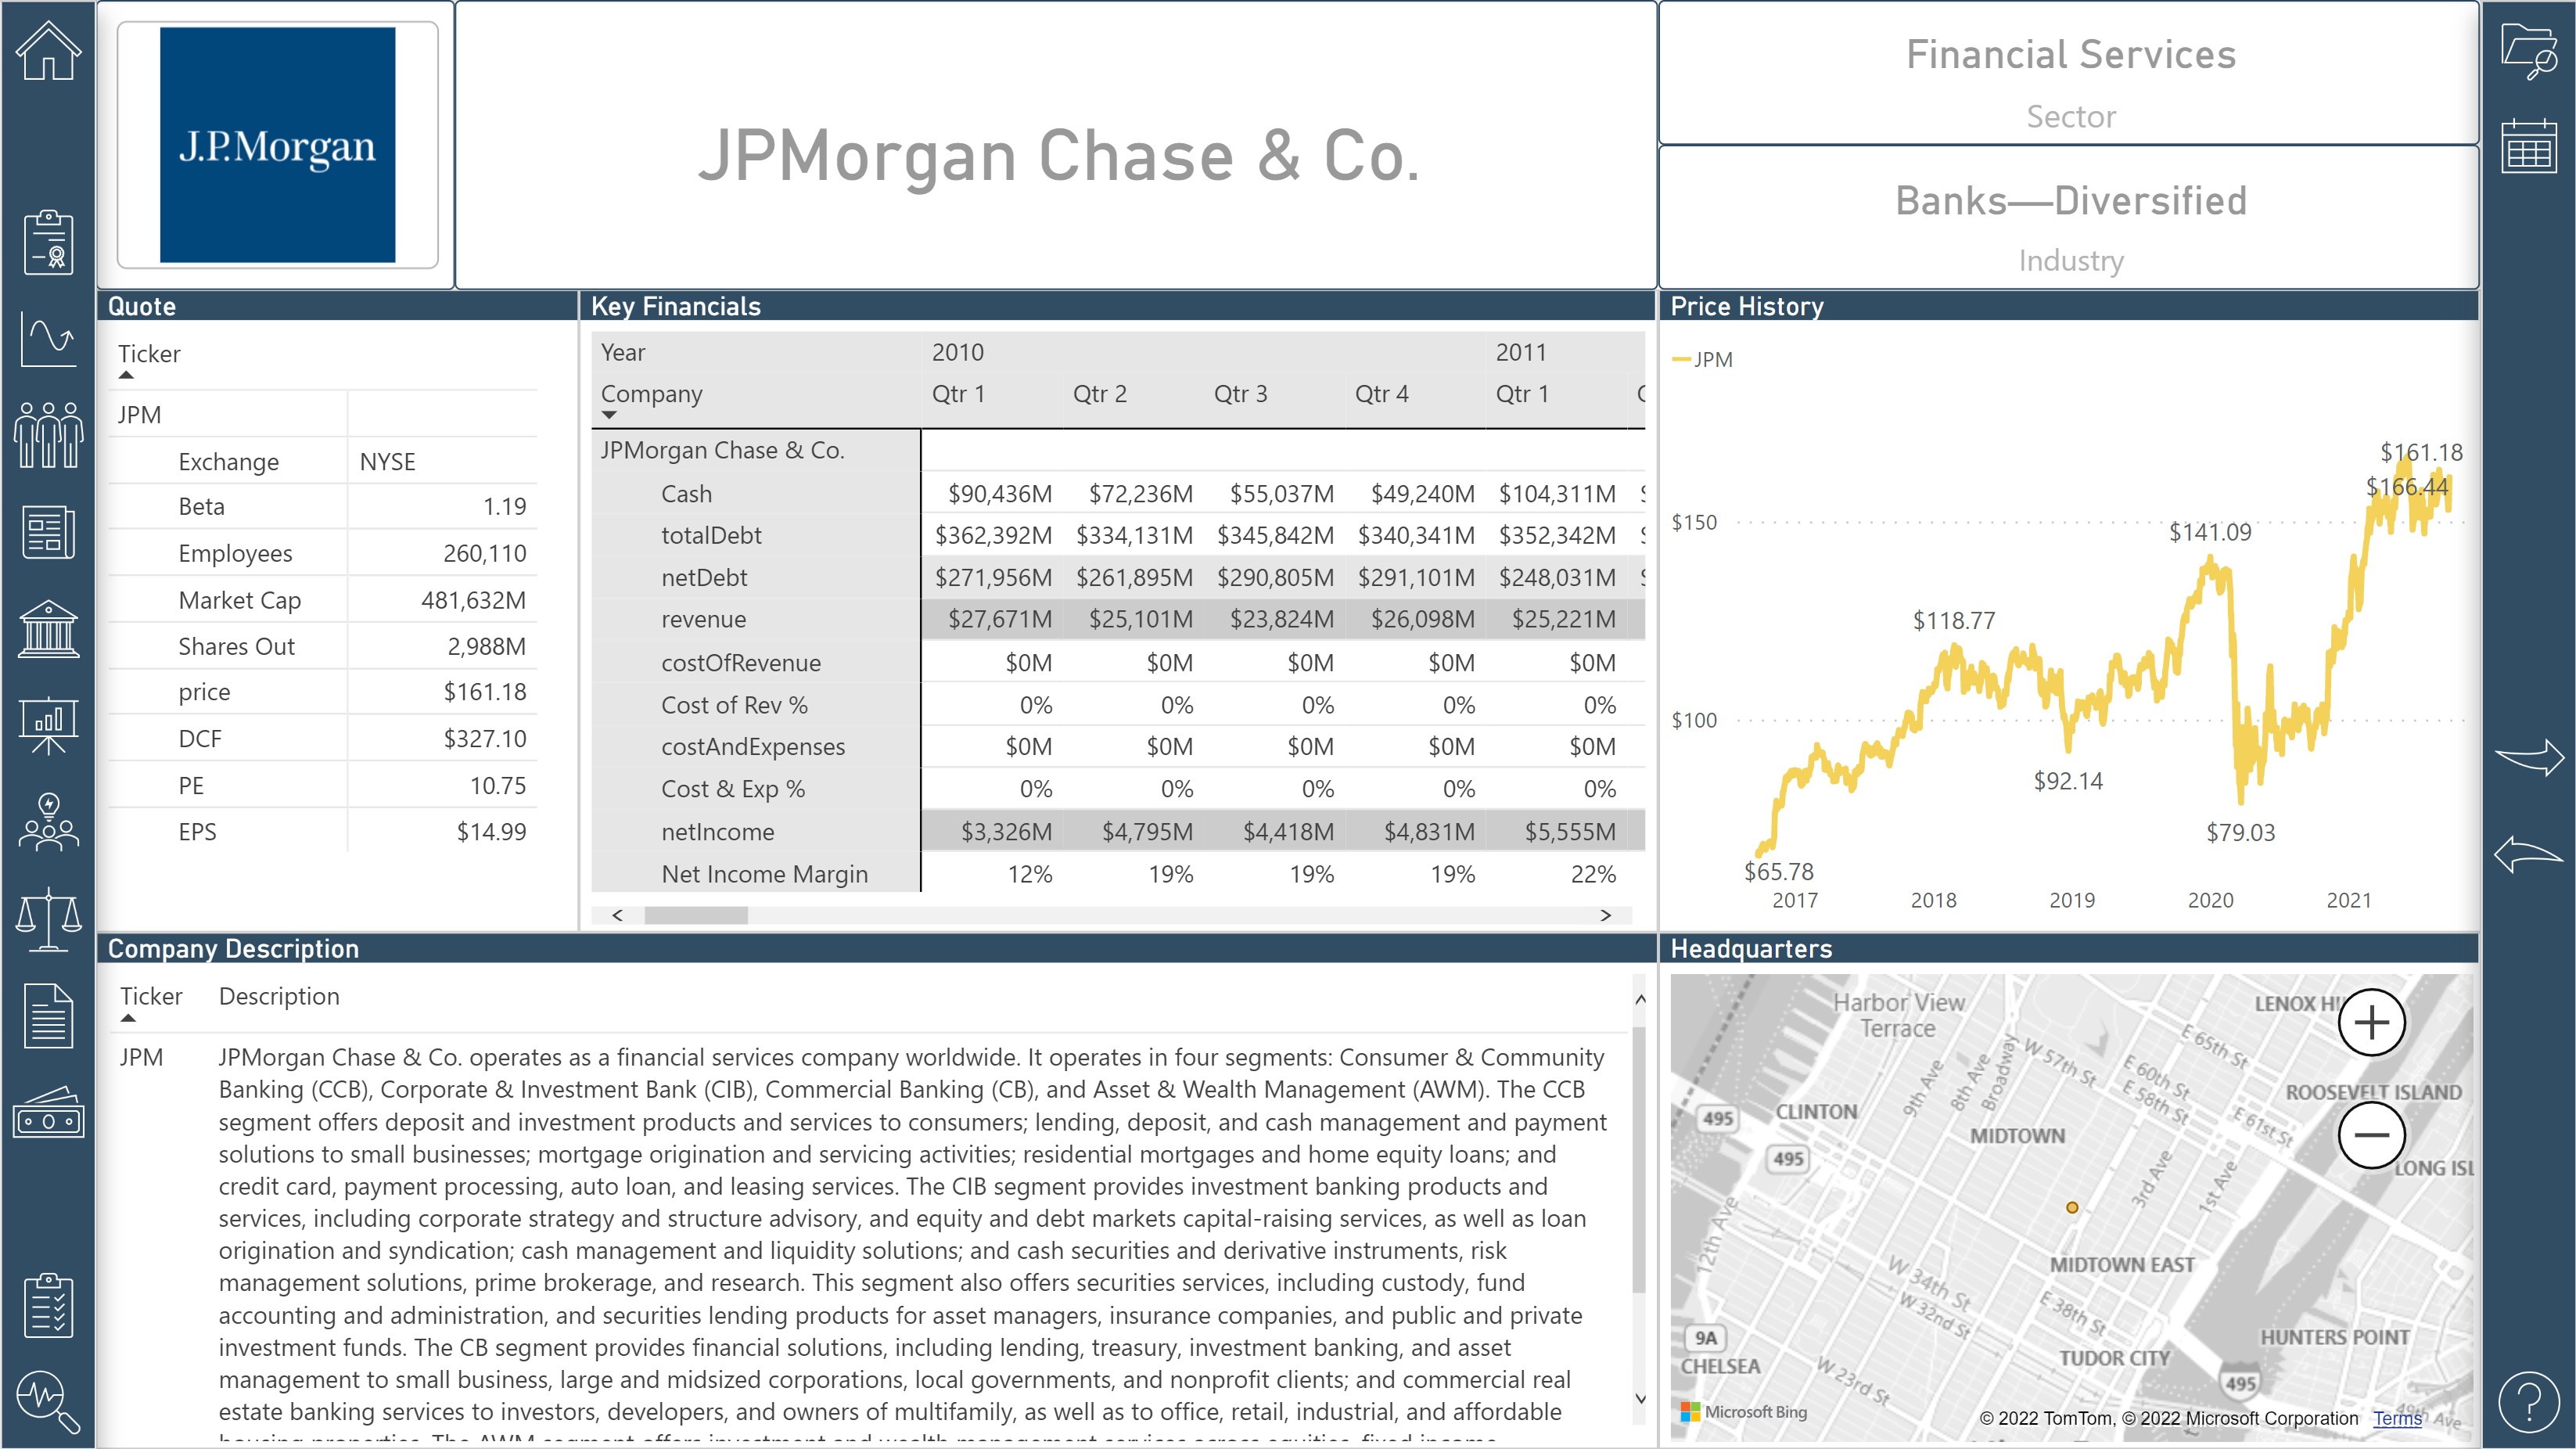 J.P.Morgan
JPMorgan Chase & Co.
Financial Services
Sector
Banks—Diversified
Industry
Quote
Ticker
JPM
Exchange NYSE
Beta 1.19
Employees 260,110
Market Cap 481,632M
Shares Out 2,988M
price $161.18
DCF $327.10
PE 10.75
EPS $14.99
Key Financials
Year 2010 2011
Company Qtr 1 Qtr 2 Qtr 3 Qtr 4 Qtr 1
JPMorgan Chase & Co.
Cash $90,436M $72,236M $55,037M $49,240M $104,311M
totalDebt $362,392M $334,131M $345,842M $340,341M $352,342M
netDebt $271,956M $261,895M $290,805M $291,101M $248,031M
revenue $27,671M $25,101M $23,824M $26,098M $25,221M
costOfRevenue $0M $0M $0M $0M $0M
Cost of Rev % 0% 0% 0% 0% 0%
costAndExpenses $0M $0M $0M $0M $0M
Cost & Exp % 0% 0% 0% 0% 0%
netIncome $3,326M $4,795M $4,418M $4,831M $5,555M
Net Income Margin 12% 19% 19% 19% 22%
Price History
JPM
$161.18
$166.44
$150
$141.09
$118.77
$100
$92.14
$79.03
$65.78
2017 2018 2019 2020 2021
Company Description
Ticker Description
JPM JPMorgan Chase & Co. operates as a financial services company worldwide. It operates in four segments: Consumer & Community
Banking (CCB), Corporate & Investment Bank (CIB), Commercial Banking (CB), and Asset & Wealth Management (AWM). The CCB
segment offers deposit and investment products and services to consumers; lending, deposit, and cash management and payment
solutions to small businesses; mortgage origination and servicing activities; residential mortgages and home equity loans; and
credit card, payment processing, auto loan, and leasing services. The CIB segment provides investment banking products and
services, including corporate strategy and structure advisory, and equity and debt markets capital-raising services, as well as loan
origination and syndication; cash management and liquidity solutions; and cash securities and derivative instruments, risk
management solutions, prime brokerage, and research. This segment also offers securities services, including custody, fund
accounting and administration, and securities lending products for asset managers, insurance companies, and public and private
investment funds. The CB segment provides financial solutions, including lending, treasury, investment banking, and asset
management to small business, large and midsized corporations, local governments, and nonprofit clients; and commercial real
estate banking services to investors, developers, and owners of multifamily, as well as to office, retail, industrial, and affordable
Headquarters
Harbor View
Terrace
LENOX
E 65th St
W 57th St
E 60th St
E 58th St
E 61st St
ROOSEVELT ISLAND
9th Ave
8th Ave
Broadway
495
CLINTON
MIDTOWN
495
LONG ISL
3rd Ave
1st Ave
12th Ave
MIDTOWN EAST
W 34th St
W 32nd St
E 38th St
9A
HUNTERS POINT
CHELSEA
TUDOR CITY
W 23rd St
495
Microsoft Bing
© 2022 TomTom, © 2022 Microsoft Corporation Terms